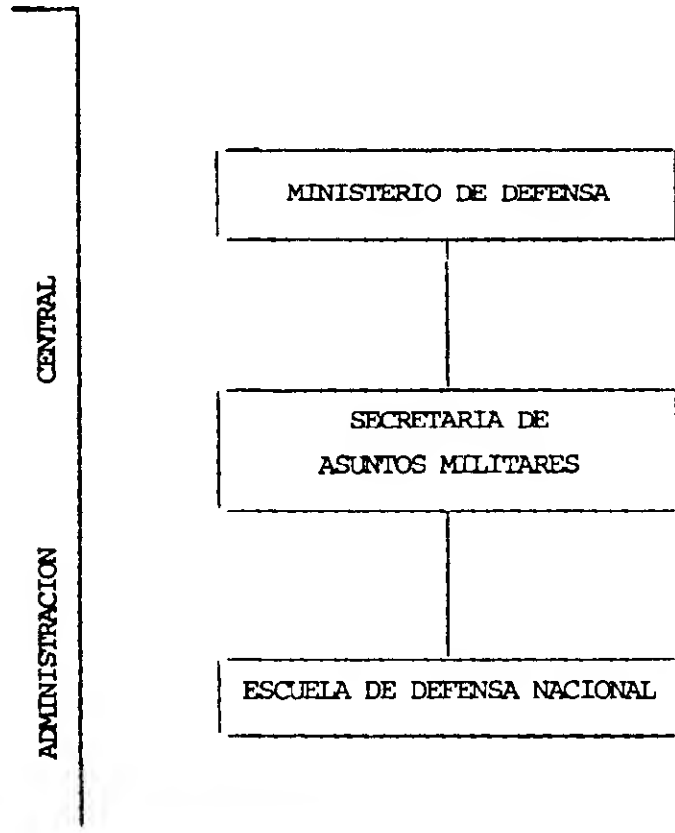 ADMINISTRACION CENTRAL
MINISTERIO DE DEFENSA
SECRETARIA DE
ASUNTOS MILITARES
ESCUELA DE DEFENSA NACIONAL